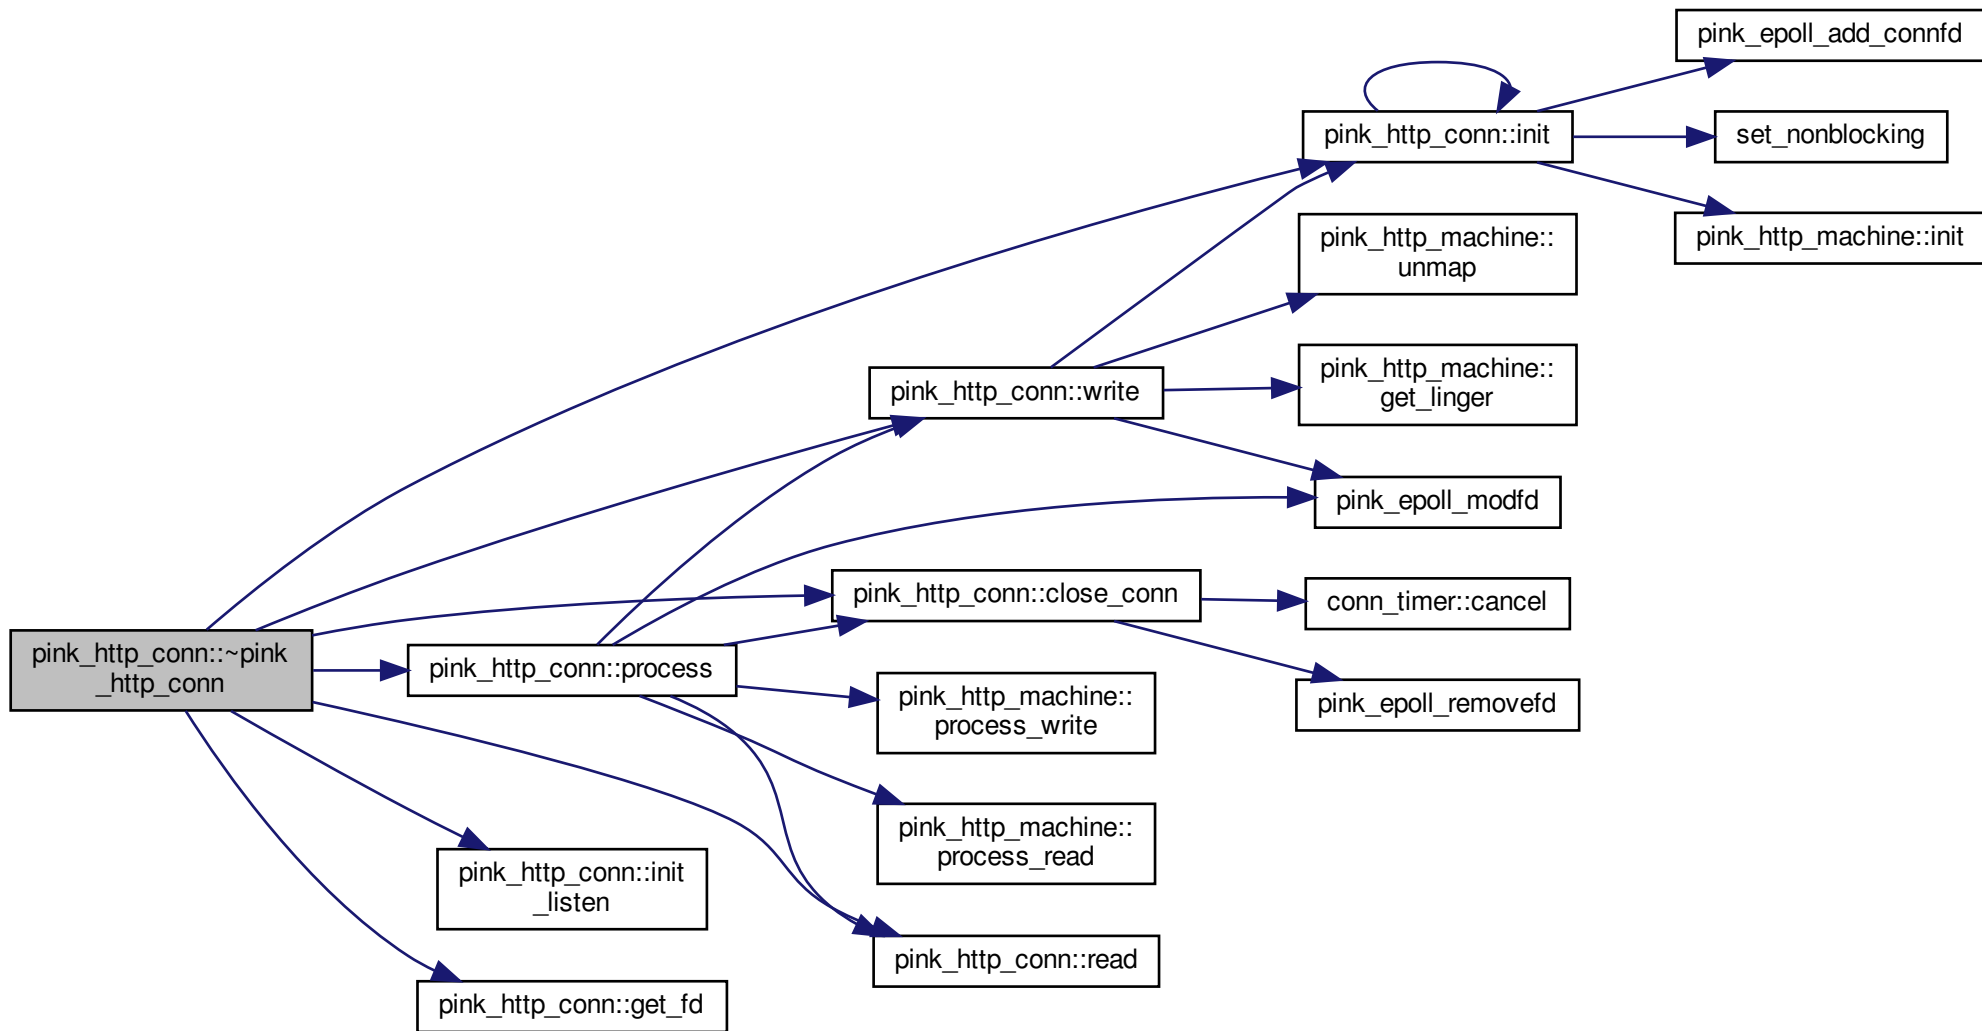 pink_epoll_add_connfd
pink_http_conn::init
set_nonblocking
pink_http_machine::init
pink_http_machine::
unmap
pink_http_machine::
get_linger
pink_http_conn::write
pink_epoll_modfd
pink_http_conn::close_conn
conn_timer::cancel
pink_http_conn::~pink
_http_conn
pink_http_conn::process
pink_epoll_removefd
pink_http_machine::
process_write
pink_http_machine::
process_read
pink_http_conn::init
_listen
pink_http_conn::read
pink_http_conn::get_fd